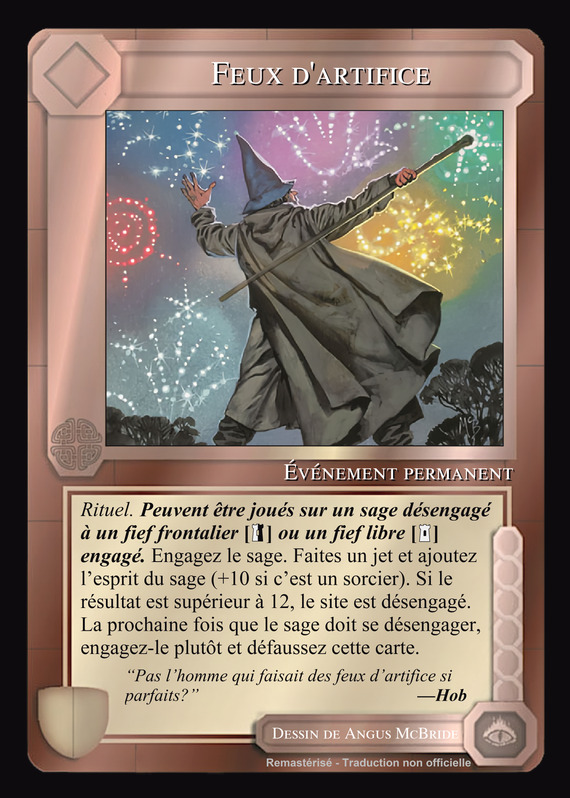 Feux d'artifice
Événement permanent
Rituel. Peuvent être joués sur un sage désengagé
à un fief frontalier [] ou un fief libre []
engagé. Engagez le sage. Faites un jet et ajoutez
l'esprit du sage (+10 si c'est un sorcier). Si le
résultat est supérieur à 12, le site est désengagé.
La prochaine fois que le sage doit se désengager,
engagez-le plutôt et défaussez cette carte.
“Pas l'homme qui faisait des feux d'artifice si
parfaits?” —Hob
Dessin de Angus McBride
Remastérisé - Traduction non officielle